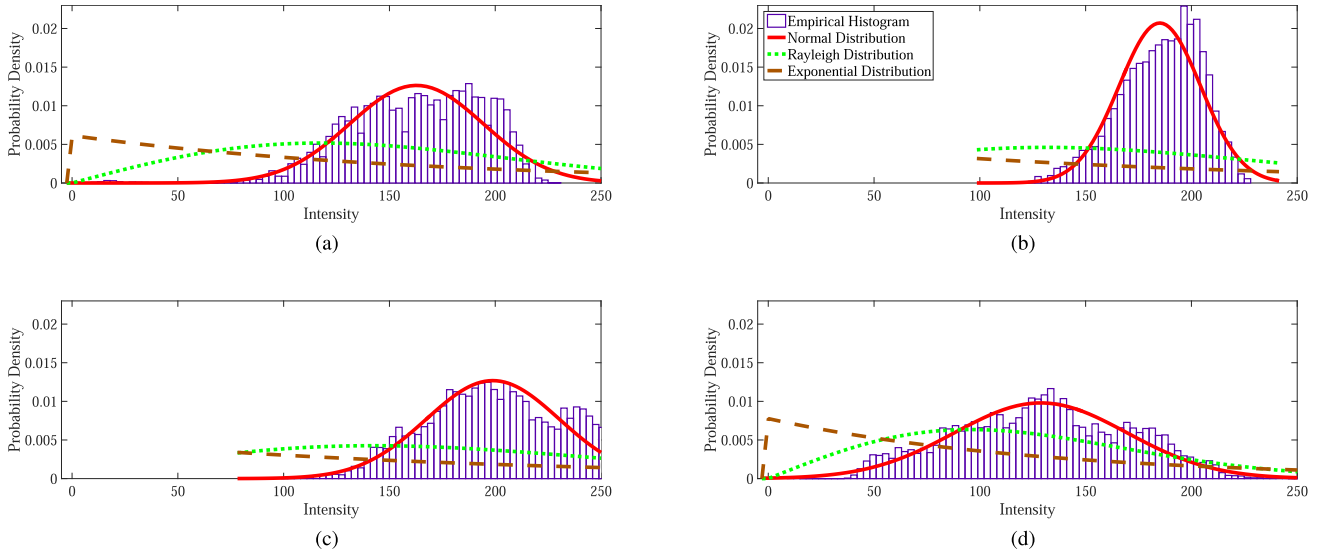 0.02
0.015
0.01
0.005
0
Probability Density
0 50 100 150 200 250
Intensity
(a)
Empirical Histogram
Normal Distribution
Rayleigh Distribution
Exponential Distribution
0.02
0.015
0.01
0.005
0
Probability Density
0 50 100 150 200 250
Intensity
(b)
0.02
0.015
0.01
0.005
0
Probability Density
0 50 100 150 200 250
Intensity
(c)
0.02
0.015
0.01
0.005
0
Probability Density
0 50 100 150 200 250
Intensity
(d)